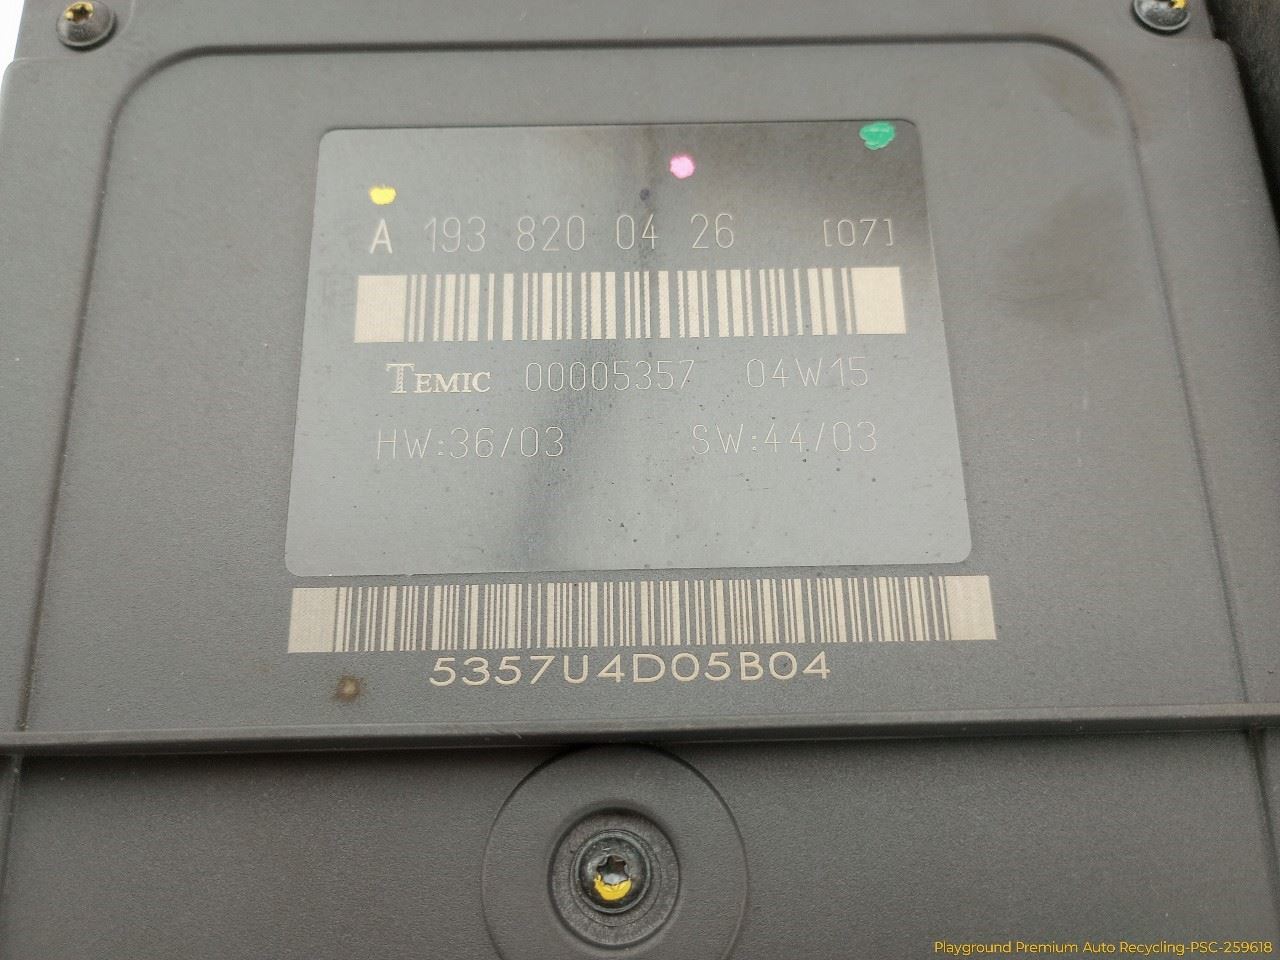 A 193 820 04 26 [07]
TEMIC 00005357 04W15
HW:36/03 SW:44/03
5357U4D05B04
Playground Premium Auto Recycling-PSC-259618